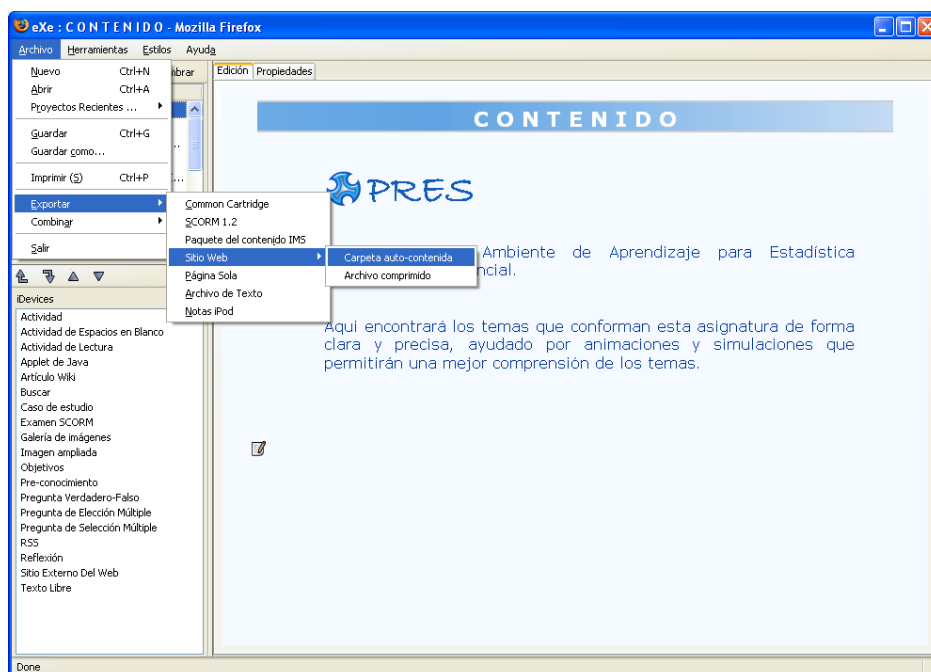 eXe : C O N T E N I D O - Mozilla Firefox
Archivo Herramientas Estilos Ayuda
Nuevo Ctrl+N
Abrir Ctrl+A
Proyectos Recientes ...
Guardar Ctrl+G
Guardar como...
Imprimir (S) Ctrl+P
Exportar
Combinar
Salir
Common Cartridge
SCORM 1.2
Paquete del contenido IMS
Sitio Web
Página Sola
Archivo de Texto
Notas iPod
Carpeta auto-contenida
Archivo comprimido
Edición Propiedades
C O N T E N I D O
PRES
Ambiente de Aprendizaje para Estadística
Aquí encontrará los temas que conforman esta asignatura de forma
clara y precisa, ayudado por animaciones y simulaciones que
permitirán una mejor comprensión de los temas.
iDevices
Actividad
Actividad de Espacios en Blanco
Actividad de Lectura
Applet de Java
Artículo Wiki
Buscar
Caso de estudio
Examen SCORM
Galería de imágenes
Imagen ampliada
Objetivos
Pre-conocimiento
Pregunta Verdadero-Falso
Pregunta de Elección Múltiple
Pregunta de Selección Múltiple
RSS
Reflexión
Sitio Externo Del Web
Texto Libre
Done